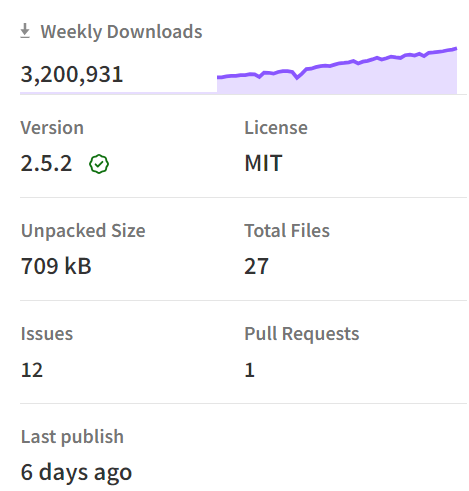 Weekly Downloads
3,200,931
Version License
2.5.2 MIT
Unpacked Size Total Files
709 kB 27
Issues Pull Requests
12 1
Last publish
6 days ago